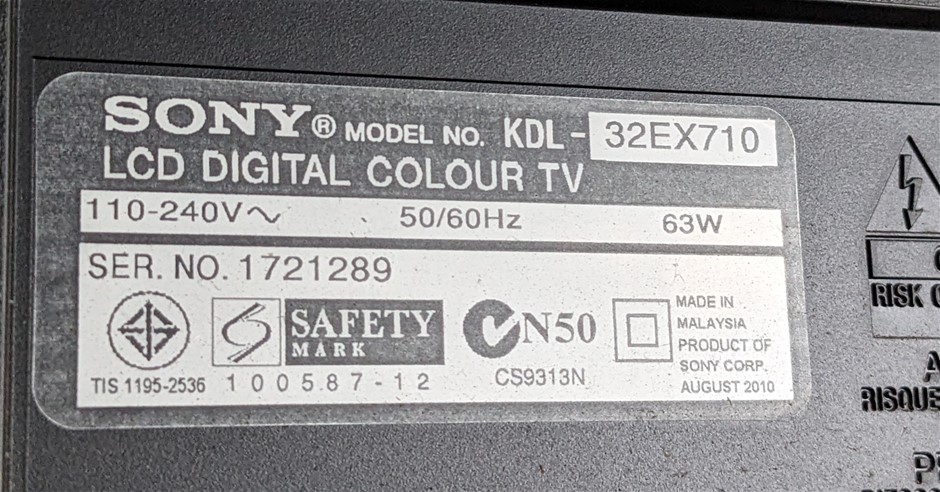 SONY® MODEL NO. KDL-32EX710
LCD DIGITAL COLOUR TV
110-240V~ 50/60Hz 63W
SER. NO. 1721289
SAFETY
MARK
N50
MADE IN
MALAYSIA
PRODUCT OF
SONY CORP.
AUGUST 2010
TIS 1195-2536
100587-12
CS9313N
RISK
RISQUE